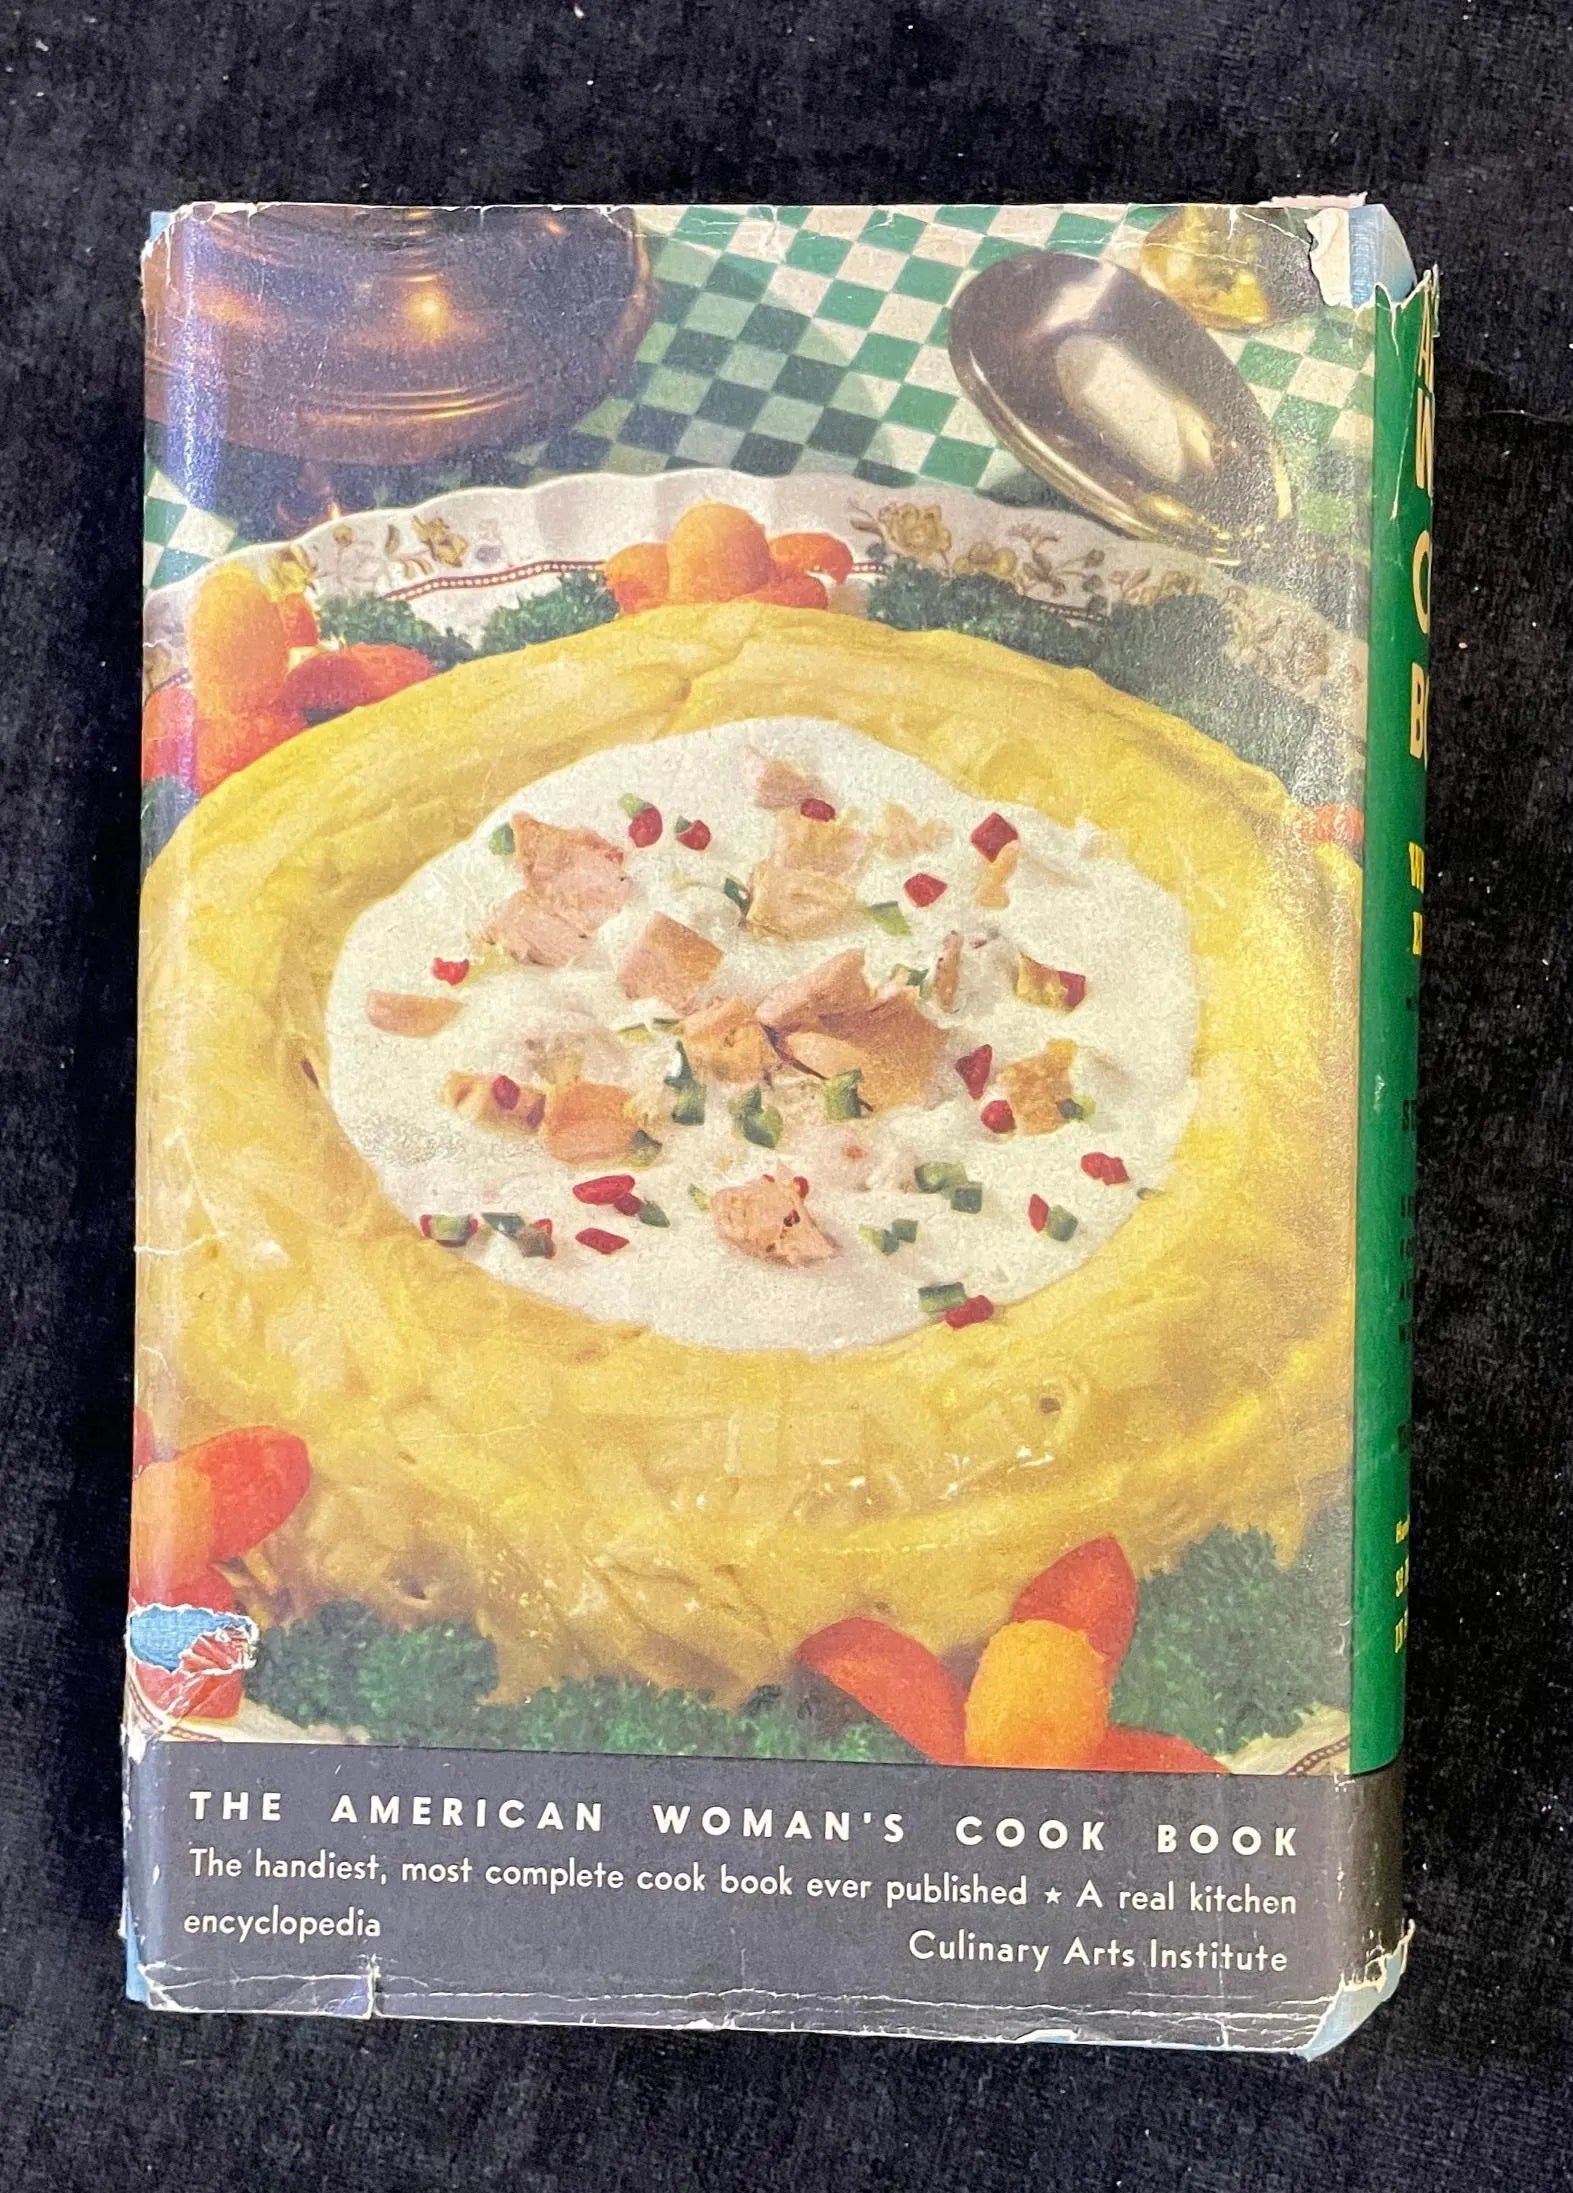 THE AMERICAN WOMAN'S COOK BOOK
The handiest, most complete cook book ever published ★ A real kitchen
encyclopedia
Culinary Arts Institute